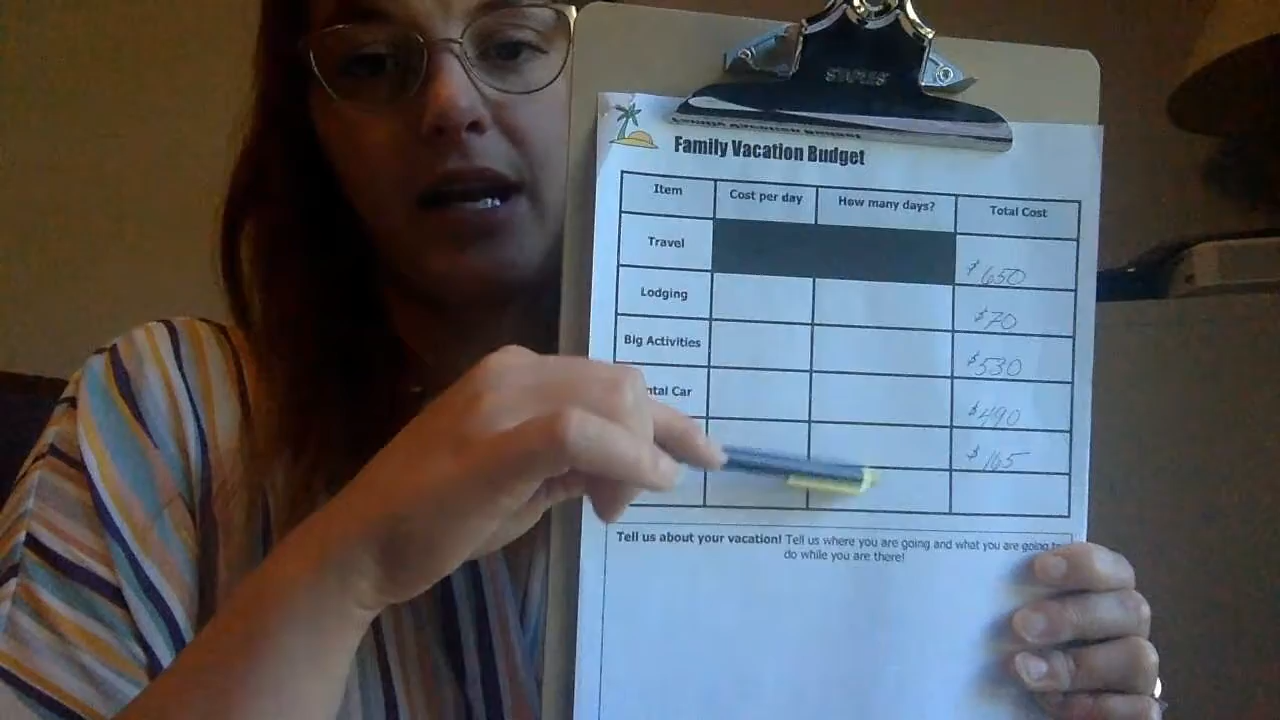 STAPLES
Family Vacation Budget
Item Cost per day How many days? Total Cost
Travel $650
Lodging $70
Big Activities $530
ntal Car $490
$165
Tell us about your vacation! Tell us where you are going and what you are going to
do while you are there!